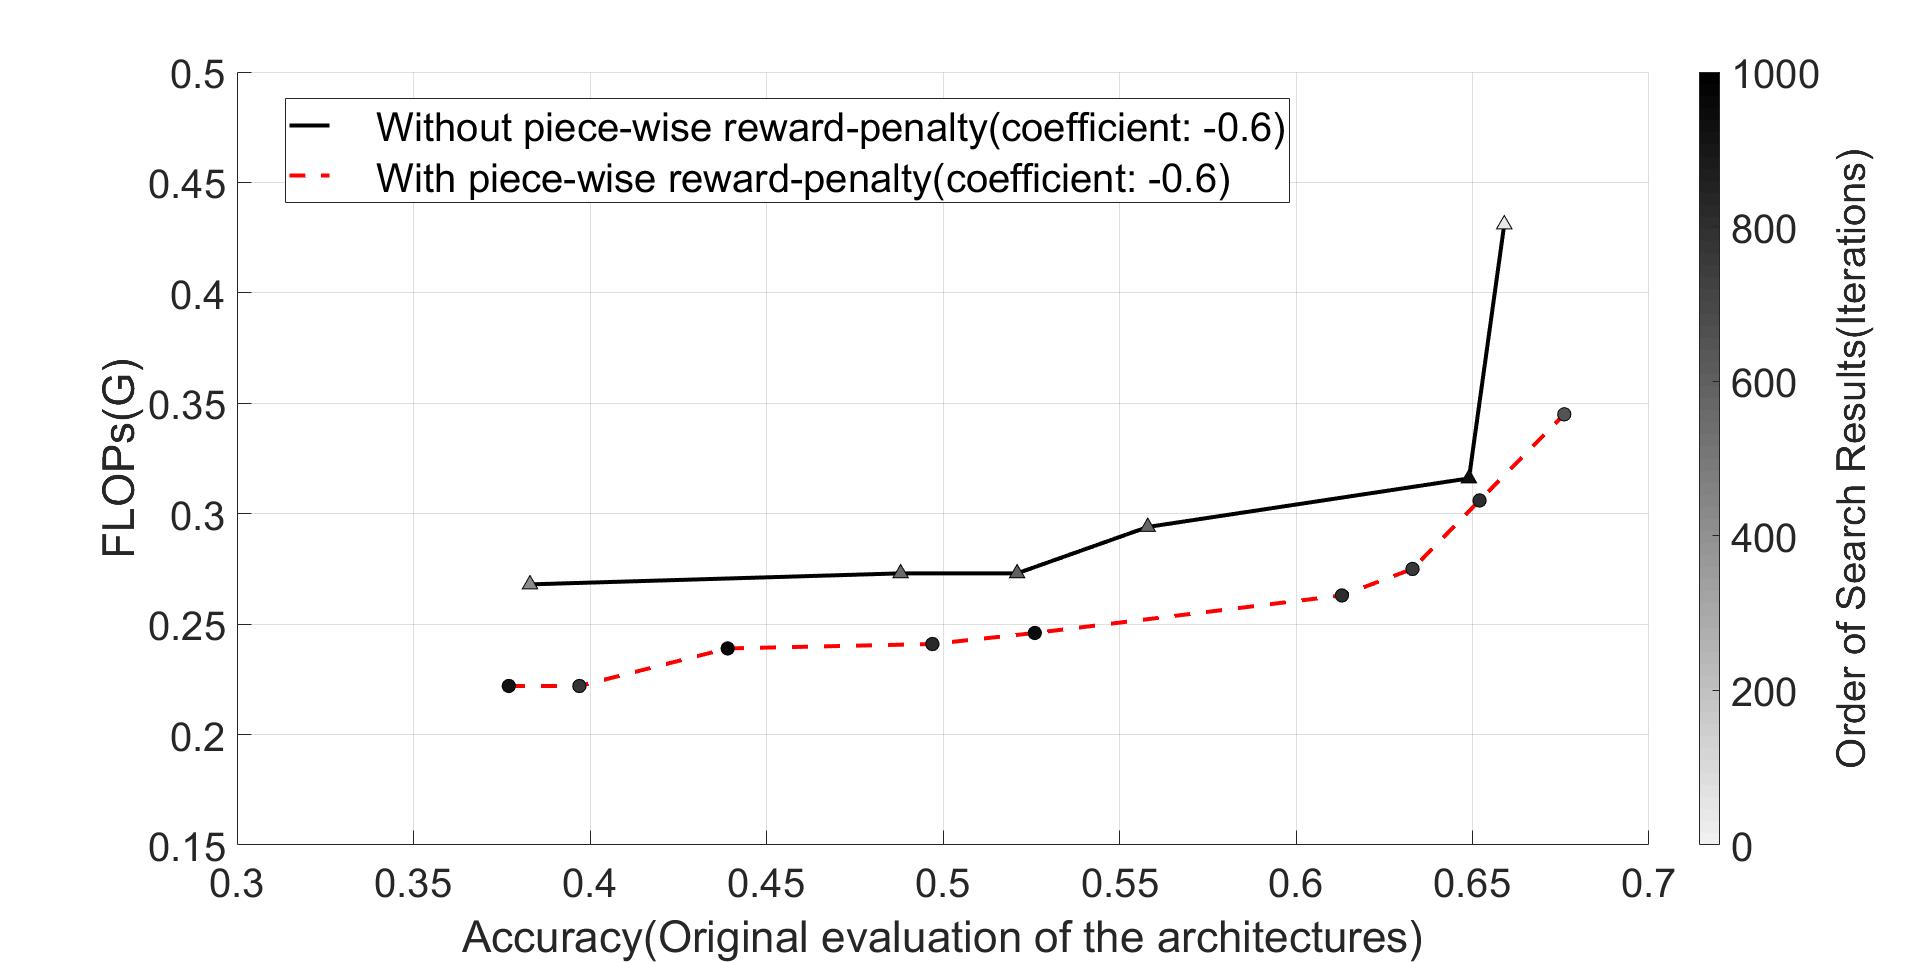 0.5
0.45
0.4
0.35
0.3
0.25
0.2
0.15
FLOPs(G)
Without piece-wise reward-penalty(coefficient: -0.6)
With piece-wise reward-penalty(coefficient: -0.6)
0.3 0.35 0.4 0.45 0.5 0.55 0.6 0.65 0.7
Accuracy(Original evaluation of the architectures)
1000
800
600
400
200
0
Order of Search Results(Iterations)